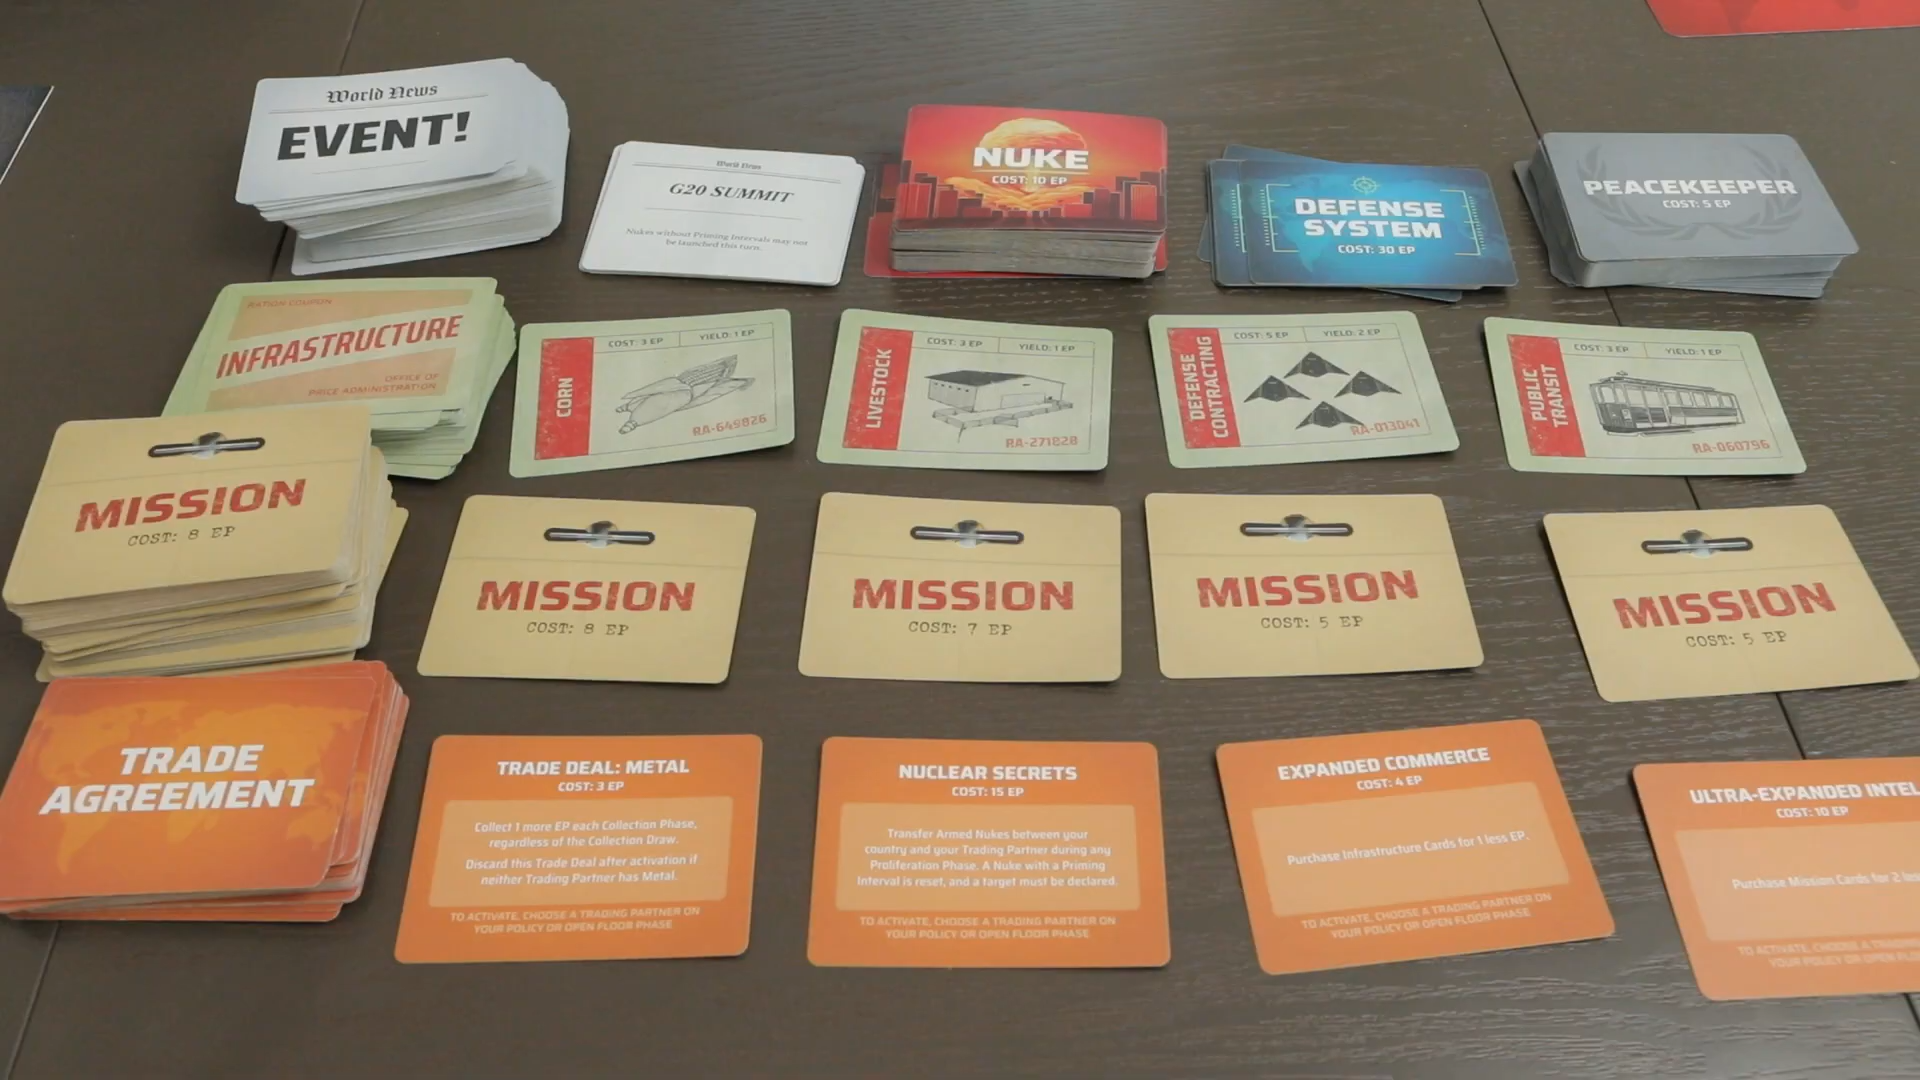 World News
EVENT!
World News
G20 SUMMIT
Nukes without Priming Intervals may not
be launched this turn.
NUKE
COST: 10 EP
DEFENSE
SYSTEM
COST: 30 EP
PEACEKEEPER
COST: 5 EP
RATION COUPON
INFRASTRUCTURE
OFFICE OF
PRICE ADMINISTRATION
CORN
COST: 3 EP
YIELD: 1 EP
RA-649826
LIVESTOCK
COST: 3 EP
YIELD: 1 EP
RA-271828
DEFENSE
CONTRACTING
COST: 5 EP
YIELD: 2 EP
RA-013041
PUBLIC
TRANSIT
COST: 3 EP
YIELD: 1 EP
RA-060796
MISSION
COST: 8 EP
MISSION
COST: 8 EP
MISSION
COST: 7 EP
MISSION
COST: 5 EP
MISSION
COST: 5 EP
TRADE
AGREEMENT
TRADE DEAL: METAL
COST: 3 EP
Collect 1 more EP each Collection Phase,
regardless of the Collection Draw.
Discard this Trade Deal after activation if
neither Trading Partner has Metal.
TO ACTIVATE, CHOOSE A TRADING PARTNER ON
YOUR POLICY OR OPEN FLOOR PHASE
NUCLEAR SECRETS
COST: 15 EP
Transfer Armed Nukes between your
country and your Trading Partner during any
Proliferation Phase. A Nuke with a Priming
Interval is reset, and a target must be declared.
TO ACTIVATE, CHOOSE A TRADING PARTNER ON
YOUR POLICY OR OPEN FLOOR PHASE
EXPANDED COMMERCE
COST: 4 EP
Purchase Infrastructure Cards for 1 less EP.
TO ACTIVATE, CHOOSE A TRADING PARTNER ON
YOUR POLICY OR OPEN FLOOR PHASE
ULTRA-EXPANDED INTEL
COST: 10 EP
Purchase Mission Cards for 2
TO ACTIVATE, CHOOSE A
YOUR POLICY OR OPEN